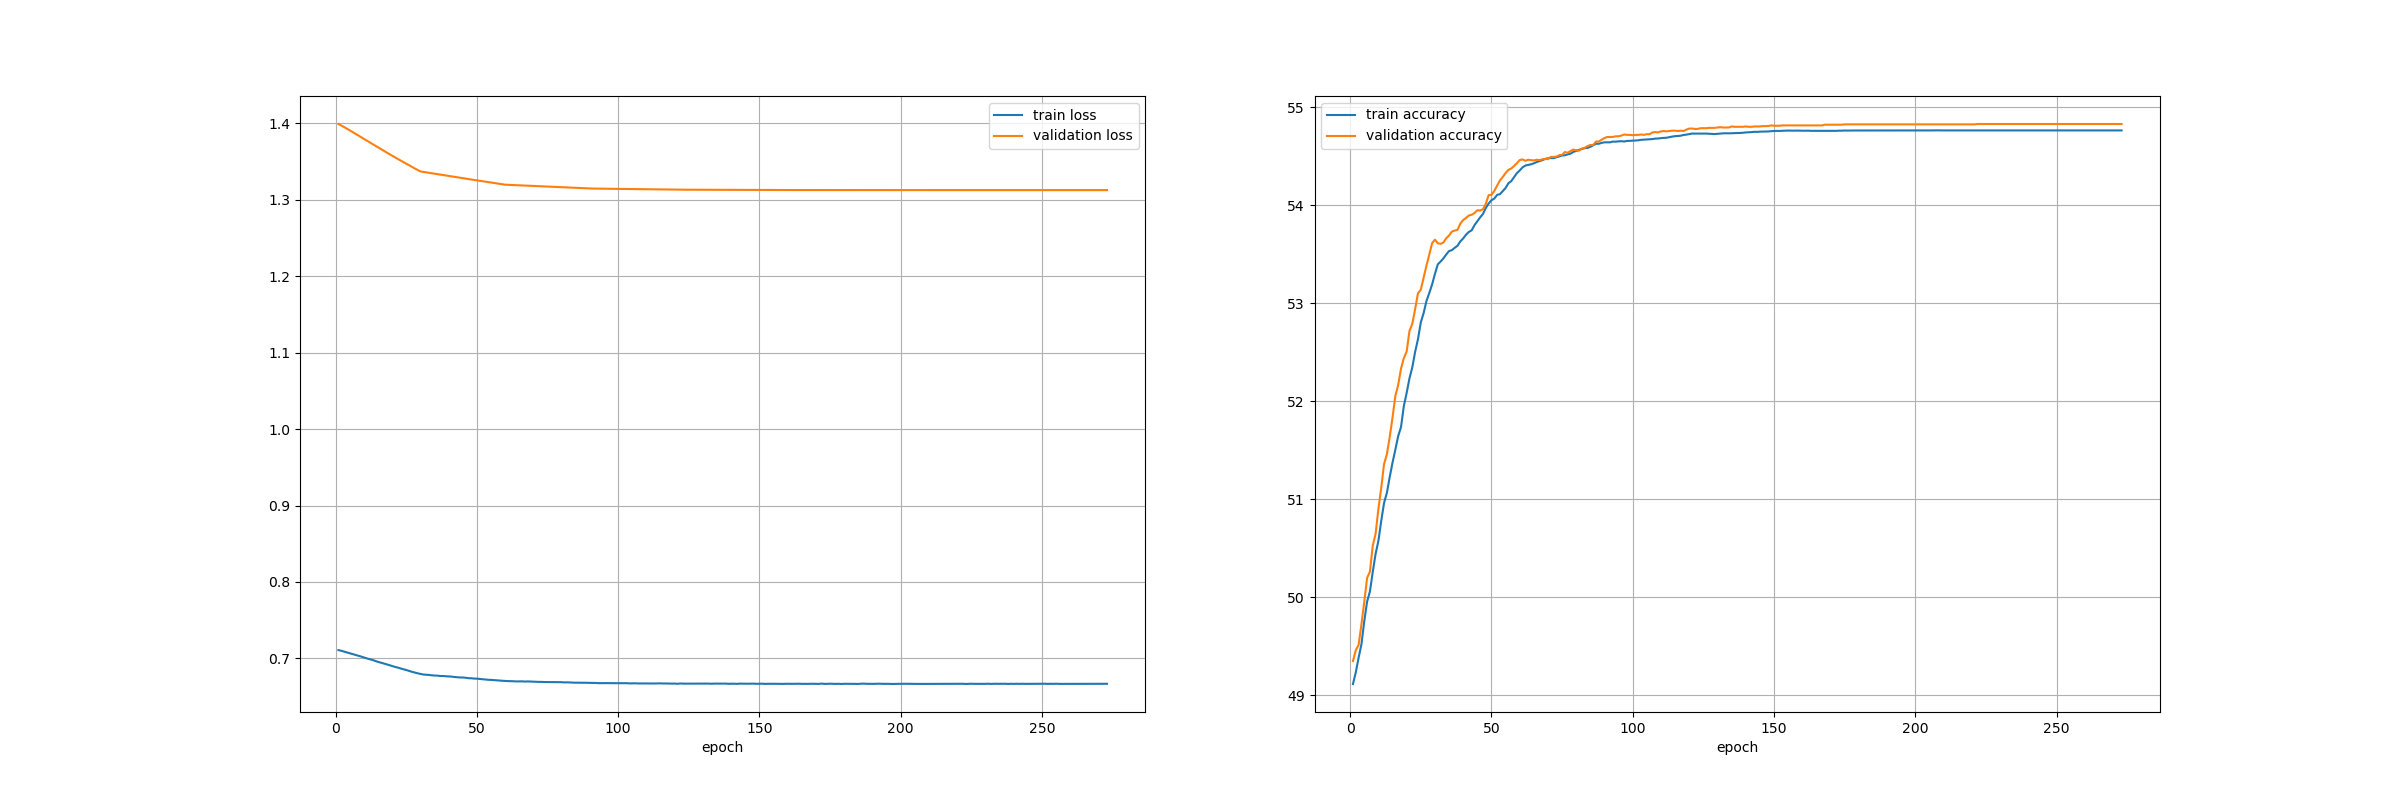 1.4
1.3
1.2
1.1
1.0
0.9
0.8
0.7
0 50 100 150 200 250
epoch
train loss
validation loss
55
54
53
52
51
50
49
0 50 100 150 200 250
epoch
train accuracy
validation accuracy